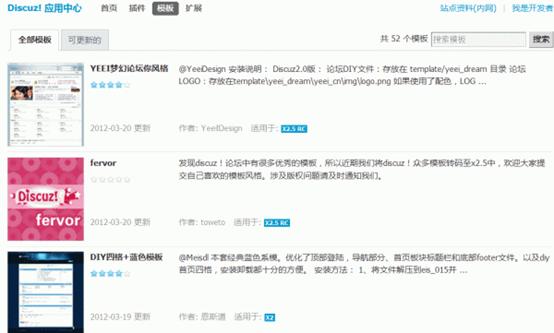 Discuz! 应用中心 首页 插件 模板 扩展 站点资料(内网) | 我是开发者
全部模板 可更新的 共 52 个模板 搜索模板 搜索
YEEI梦幻论坛你风格 @YeeiDesign 安装说明： Discuz2.0版： 论坛DIY文件：存放在 template/yeei_dream 目录 论坛
LOGO：存放在template\yeei_dream\yeei_cn\img\logo.png 如果使用了配色，LOG ...
2012-03-20 更新 作者: YeeiDesign 适用于: X2.5 RC
fervor 发现discuz！论坛中有很多优秀的模板，所以近期我们将discuz！众多模板转码至x2.5中，欢迎大家提
交自己喜欢的模板风格。涉及版权问题请及时通知我们。
Discuz!
fervor
2012-03-20 更新 作者: toweto 适用于: X2.5 RC
DIY四格+蓝色模板 @Meisdl 本套经典蓝色系模。优化了顶部登陆，导航部分、首页板块标题栏和底部footer文件。以及diy
首页四格，安装卸载都十分的方便。 安装方法： 1、将文件解压到eis_015并 ...
2012-03-19 更新 作者: 恩斯道 适用于: X2